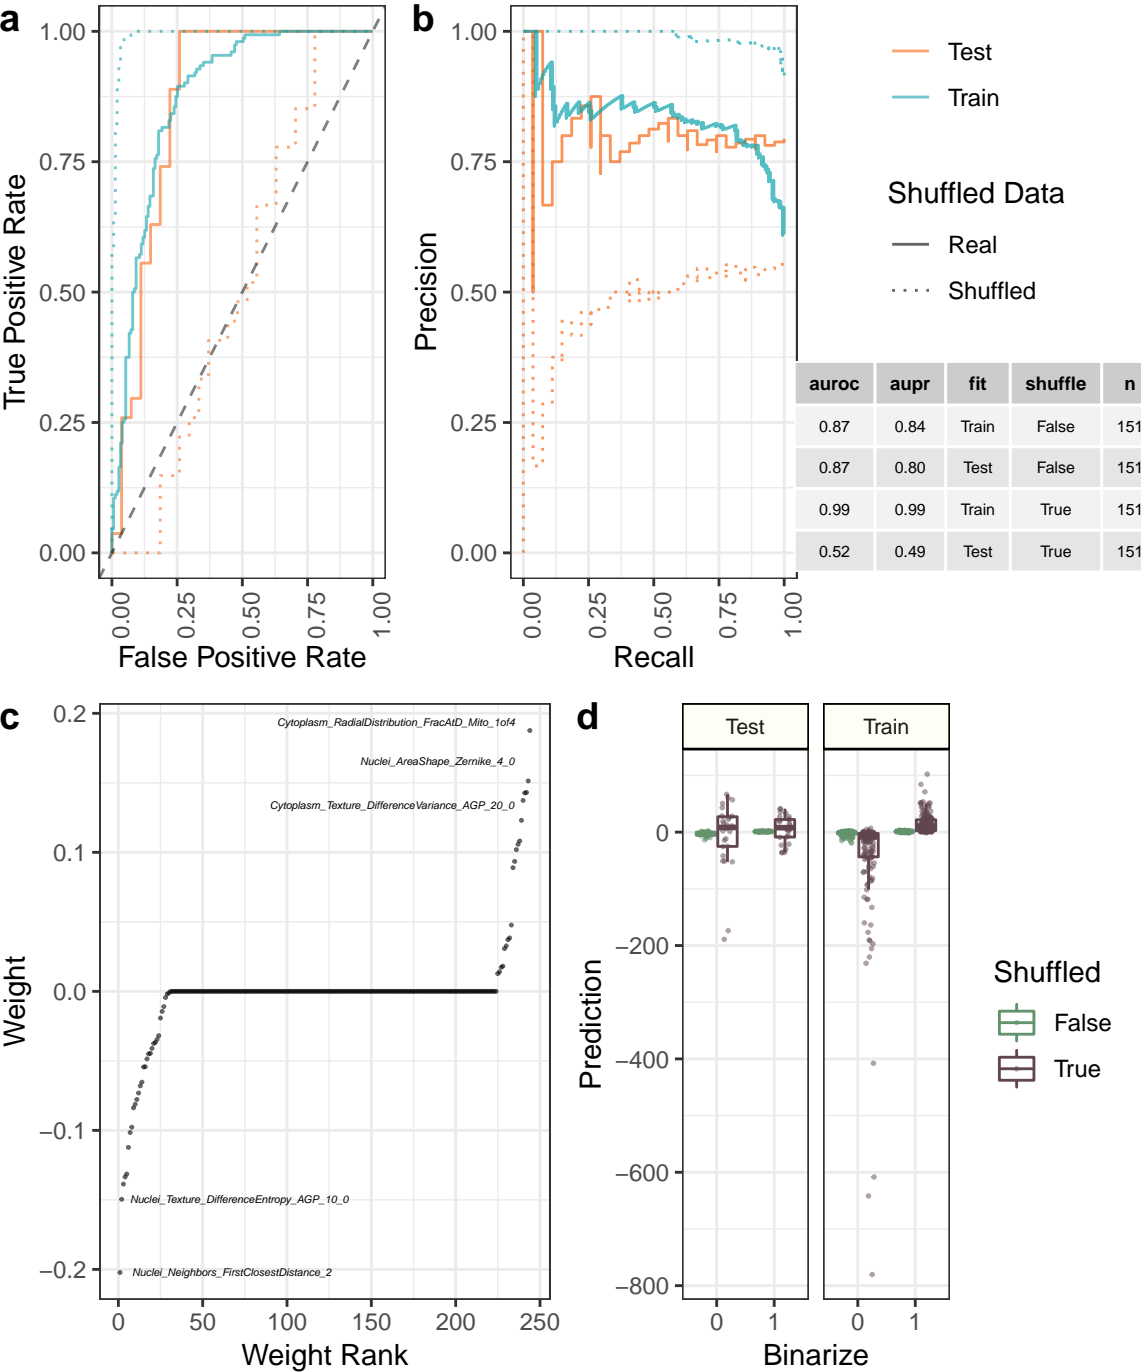 a
1.00
0.75
0.50
0.25
0.00
True Positive Rate
0.00
0.25
0.50
0.75
1.00
False Positive Rate
b
1.00
0.75
0.50
0.25
0.00
Precision
0.00
0.25
0.50
0.75
1.00
Recall
Test
Train
Shuffled Data
Real
Shuffled
auroc aupr fit shuffle n
0.87 0.84 Train False 151
0.87 0.80 Test False 151
0.99 0.99 Train True 151
0.52 0.49 Test True 151
c
0.2
0.1
0.0
−0.1
−0.2
Weight
Cytoplasm_RadialDistribution_FracAtD_Mito_1of4
Nuclei_AreaShape_Zernike_4_0
Cytoplasm_Texture_DifferenceVariance_AGP_20_0
Nuclei_Texture_DifferenceEntropy_AGP_10_0
Nuclei_Neighbors_FirstClosestDistance_2
0 50 100 150 200 250
Weight Rank
d
Test Train
0
−200
−400
−600
−800
Prediction
0 1 0 1
Binarize
Shuffled
False
True